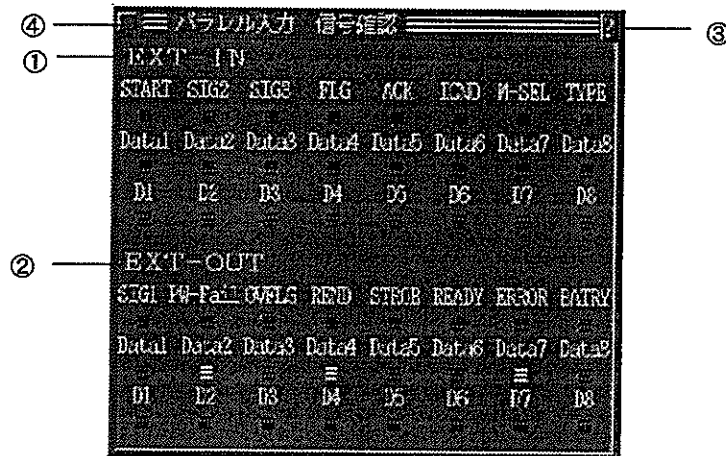 ④ パラレル入力 信号確認 ③
① EXT-IN
START SIG2 SIG3 FLG ACK ICND M-SEL TYPE
Data1 Data2 Data3 Data4 Data5 Data6 Data7 Data8
D1 D2 D3 D4 D5 D6 D7 D8
② EXT-OUT
SIG1 PW-Fail OVFLG REND STROB READY ERROR BATRY
Data1 Data2 Data3 Data4 Data5 Data6 Data7 Data8
D1 D2 D3 D4 D5 D6 D7 D8